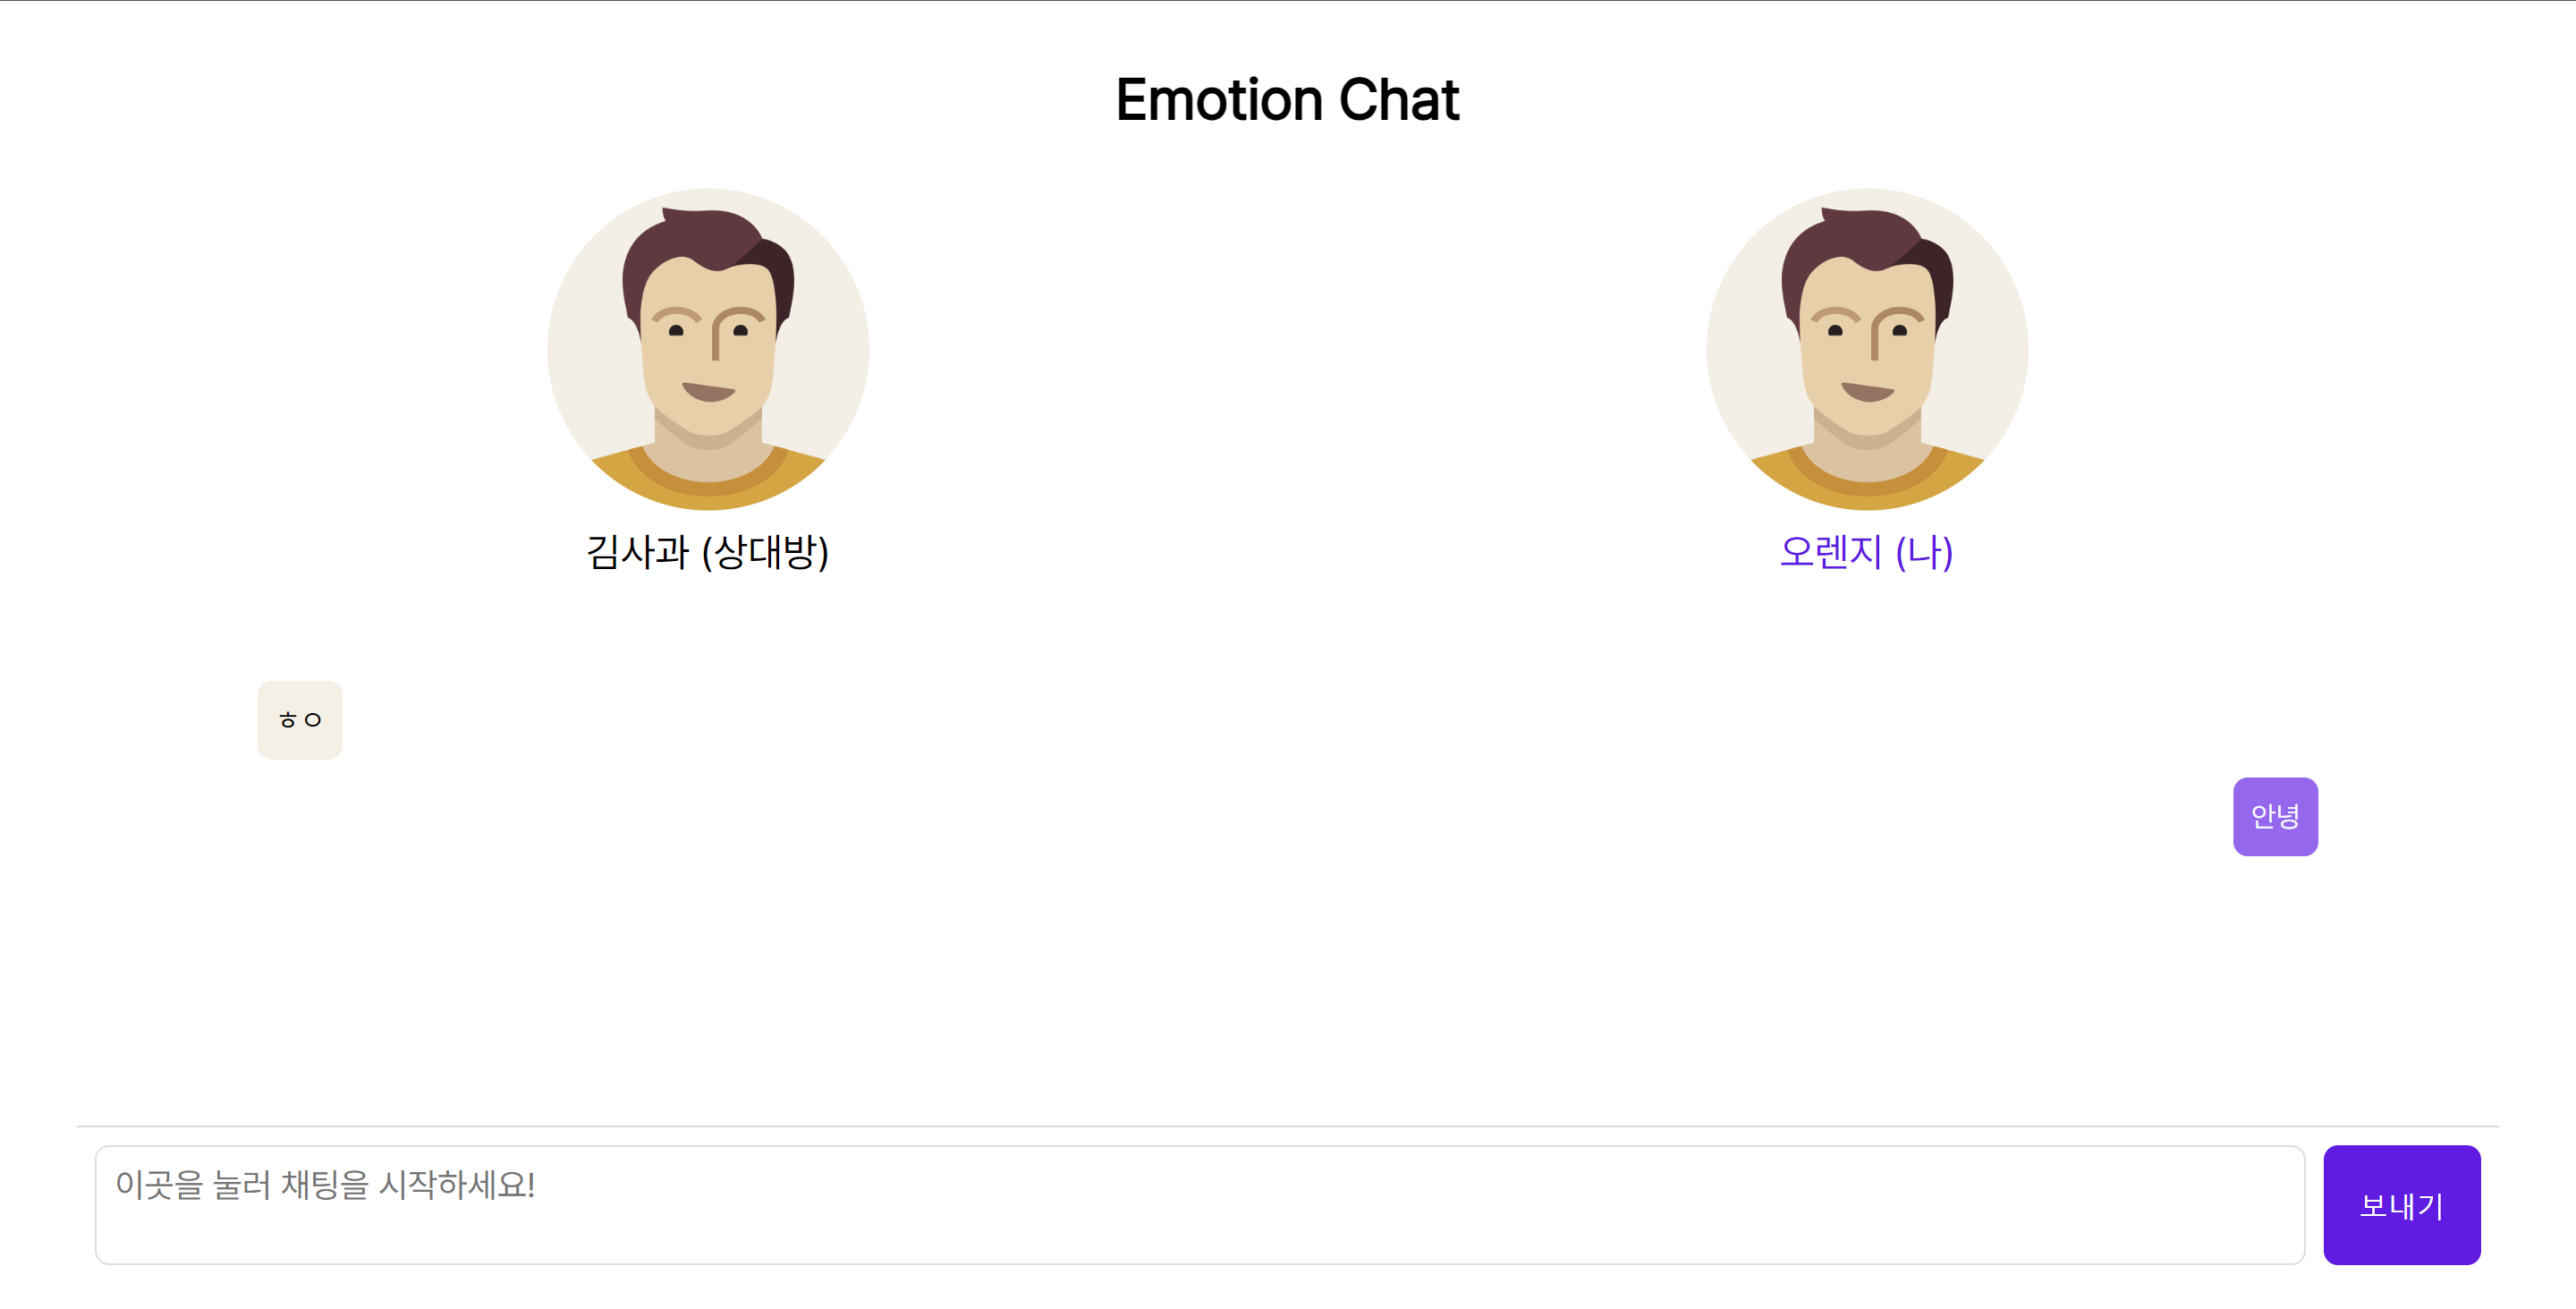 Emotion Chat
김사과 (상대방)
오렌지 (나)
ㅎㅇ
안녕
이곳을 눌러 채팅을 시작하세요!
보내기